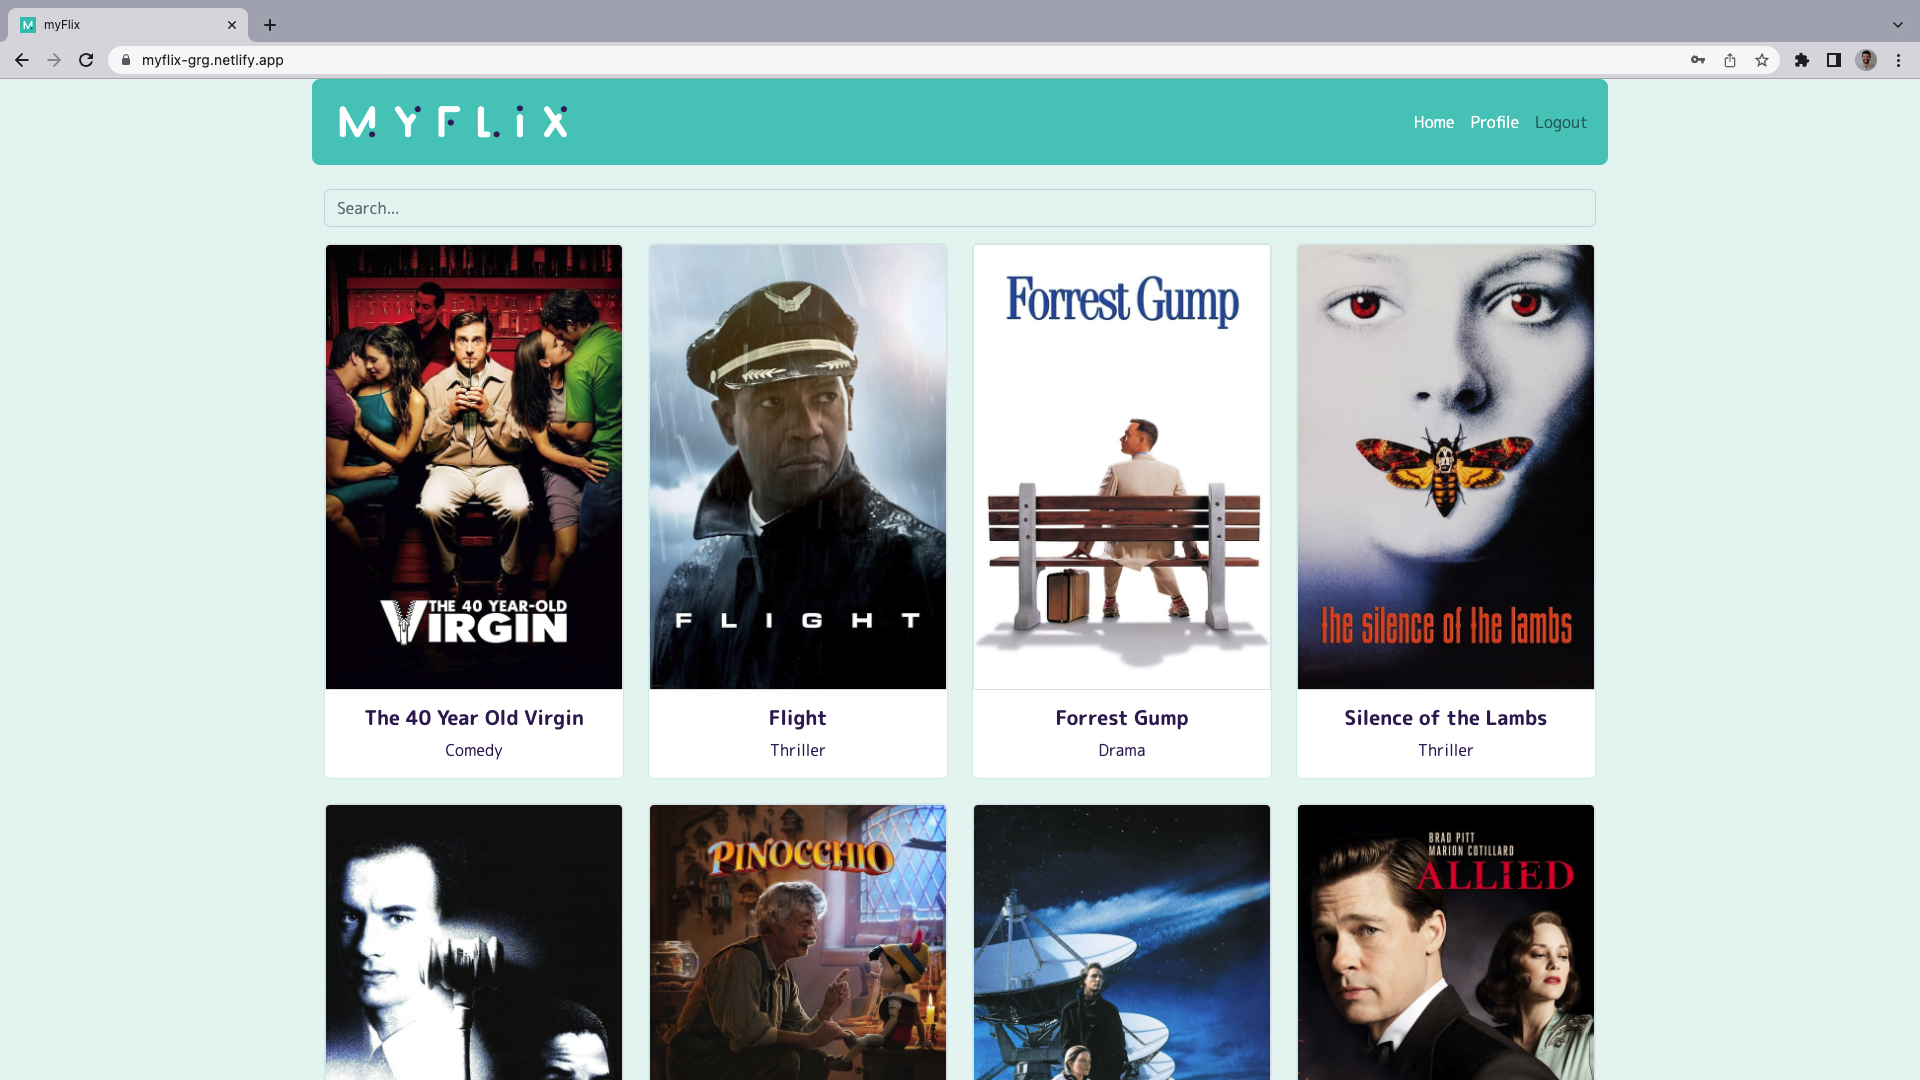 myFlix
myflix-grg.netlify.app
MYFLiX
Home Profile Logout
Search...
THE 40 YEAR-OLD
VIRGIN
FLIGHT
Forrest Gump
the silence of the lambs
The 40 Year Old Virgin
Comedy
Flight
Thriller
Forrest Gump
Drama
Silence of the Lambs
Thriller
PINOCCHIO
BRAD PITT
MARION COTILLARD
ALLIED